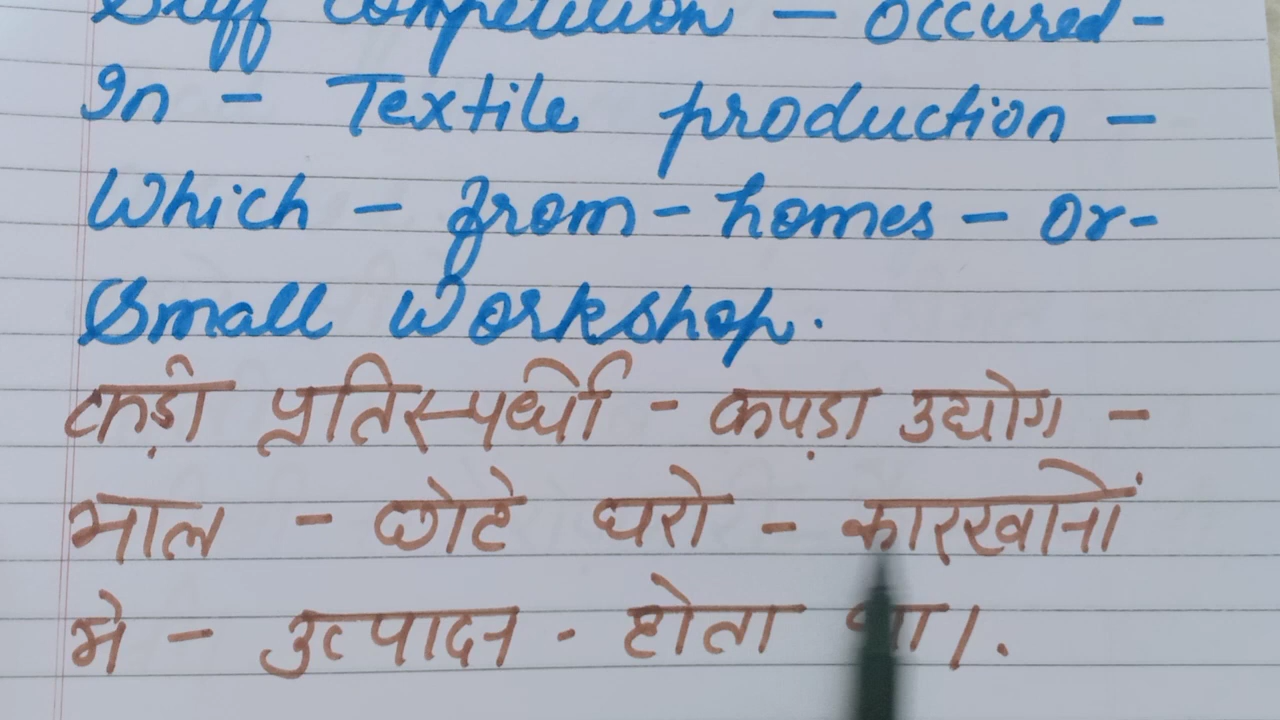 Stiff competition - occured -
In - Textile production -
Which - from - homes - or -
Small Workshop.
कड़ी प्रतिस्पर्धा - कपड़ा उद्योग -
माल - छोटे घरो - कारखानों
मे - उत्पादन - होता था।.